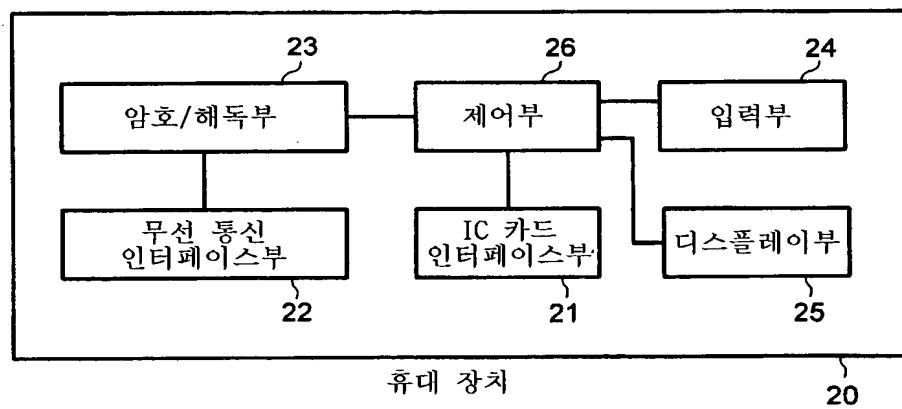 23
26
24
암호/해독부
제어부
입력부
무선 통신
인터페이스부
IC 카드
인터페이스부
디스플레이부
22
21
25
휴대 장치
20